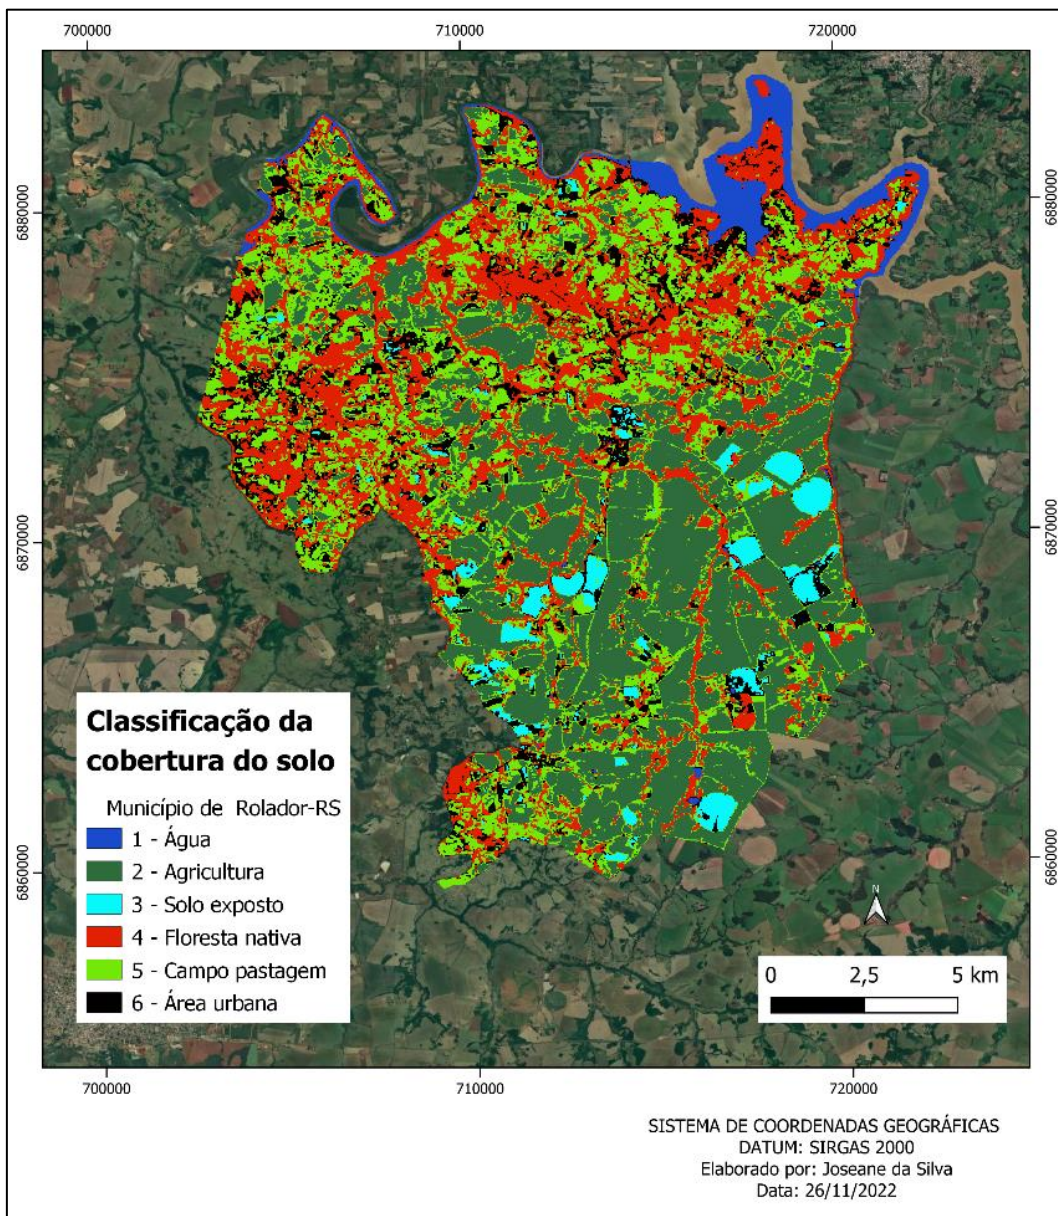 700000
710000
720000
6880000
6880000
6870000
6870000
6860000
6860000
Classificação da
cobertura do solo
Município de Rolador-RS
1 - Água
2 - Agricultura
3 - Solo exposto
4 - Floresta nativa
5 - Campo pastagem
6 - Área urbana
N
0 2,5 5 km
700000
710000
720000
SISTEMA DE COORDENADAS GEOGRÁFICAS
DATUM: SIRGAS 2000
Elaborado por: Joseane da Silva
Data: 26/11/2022